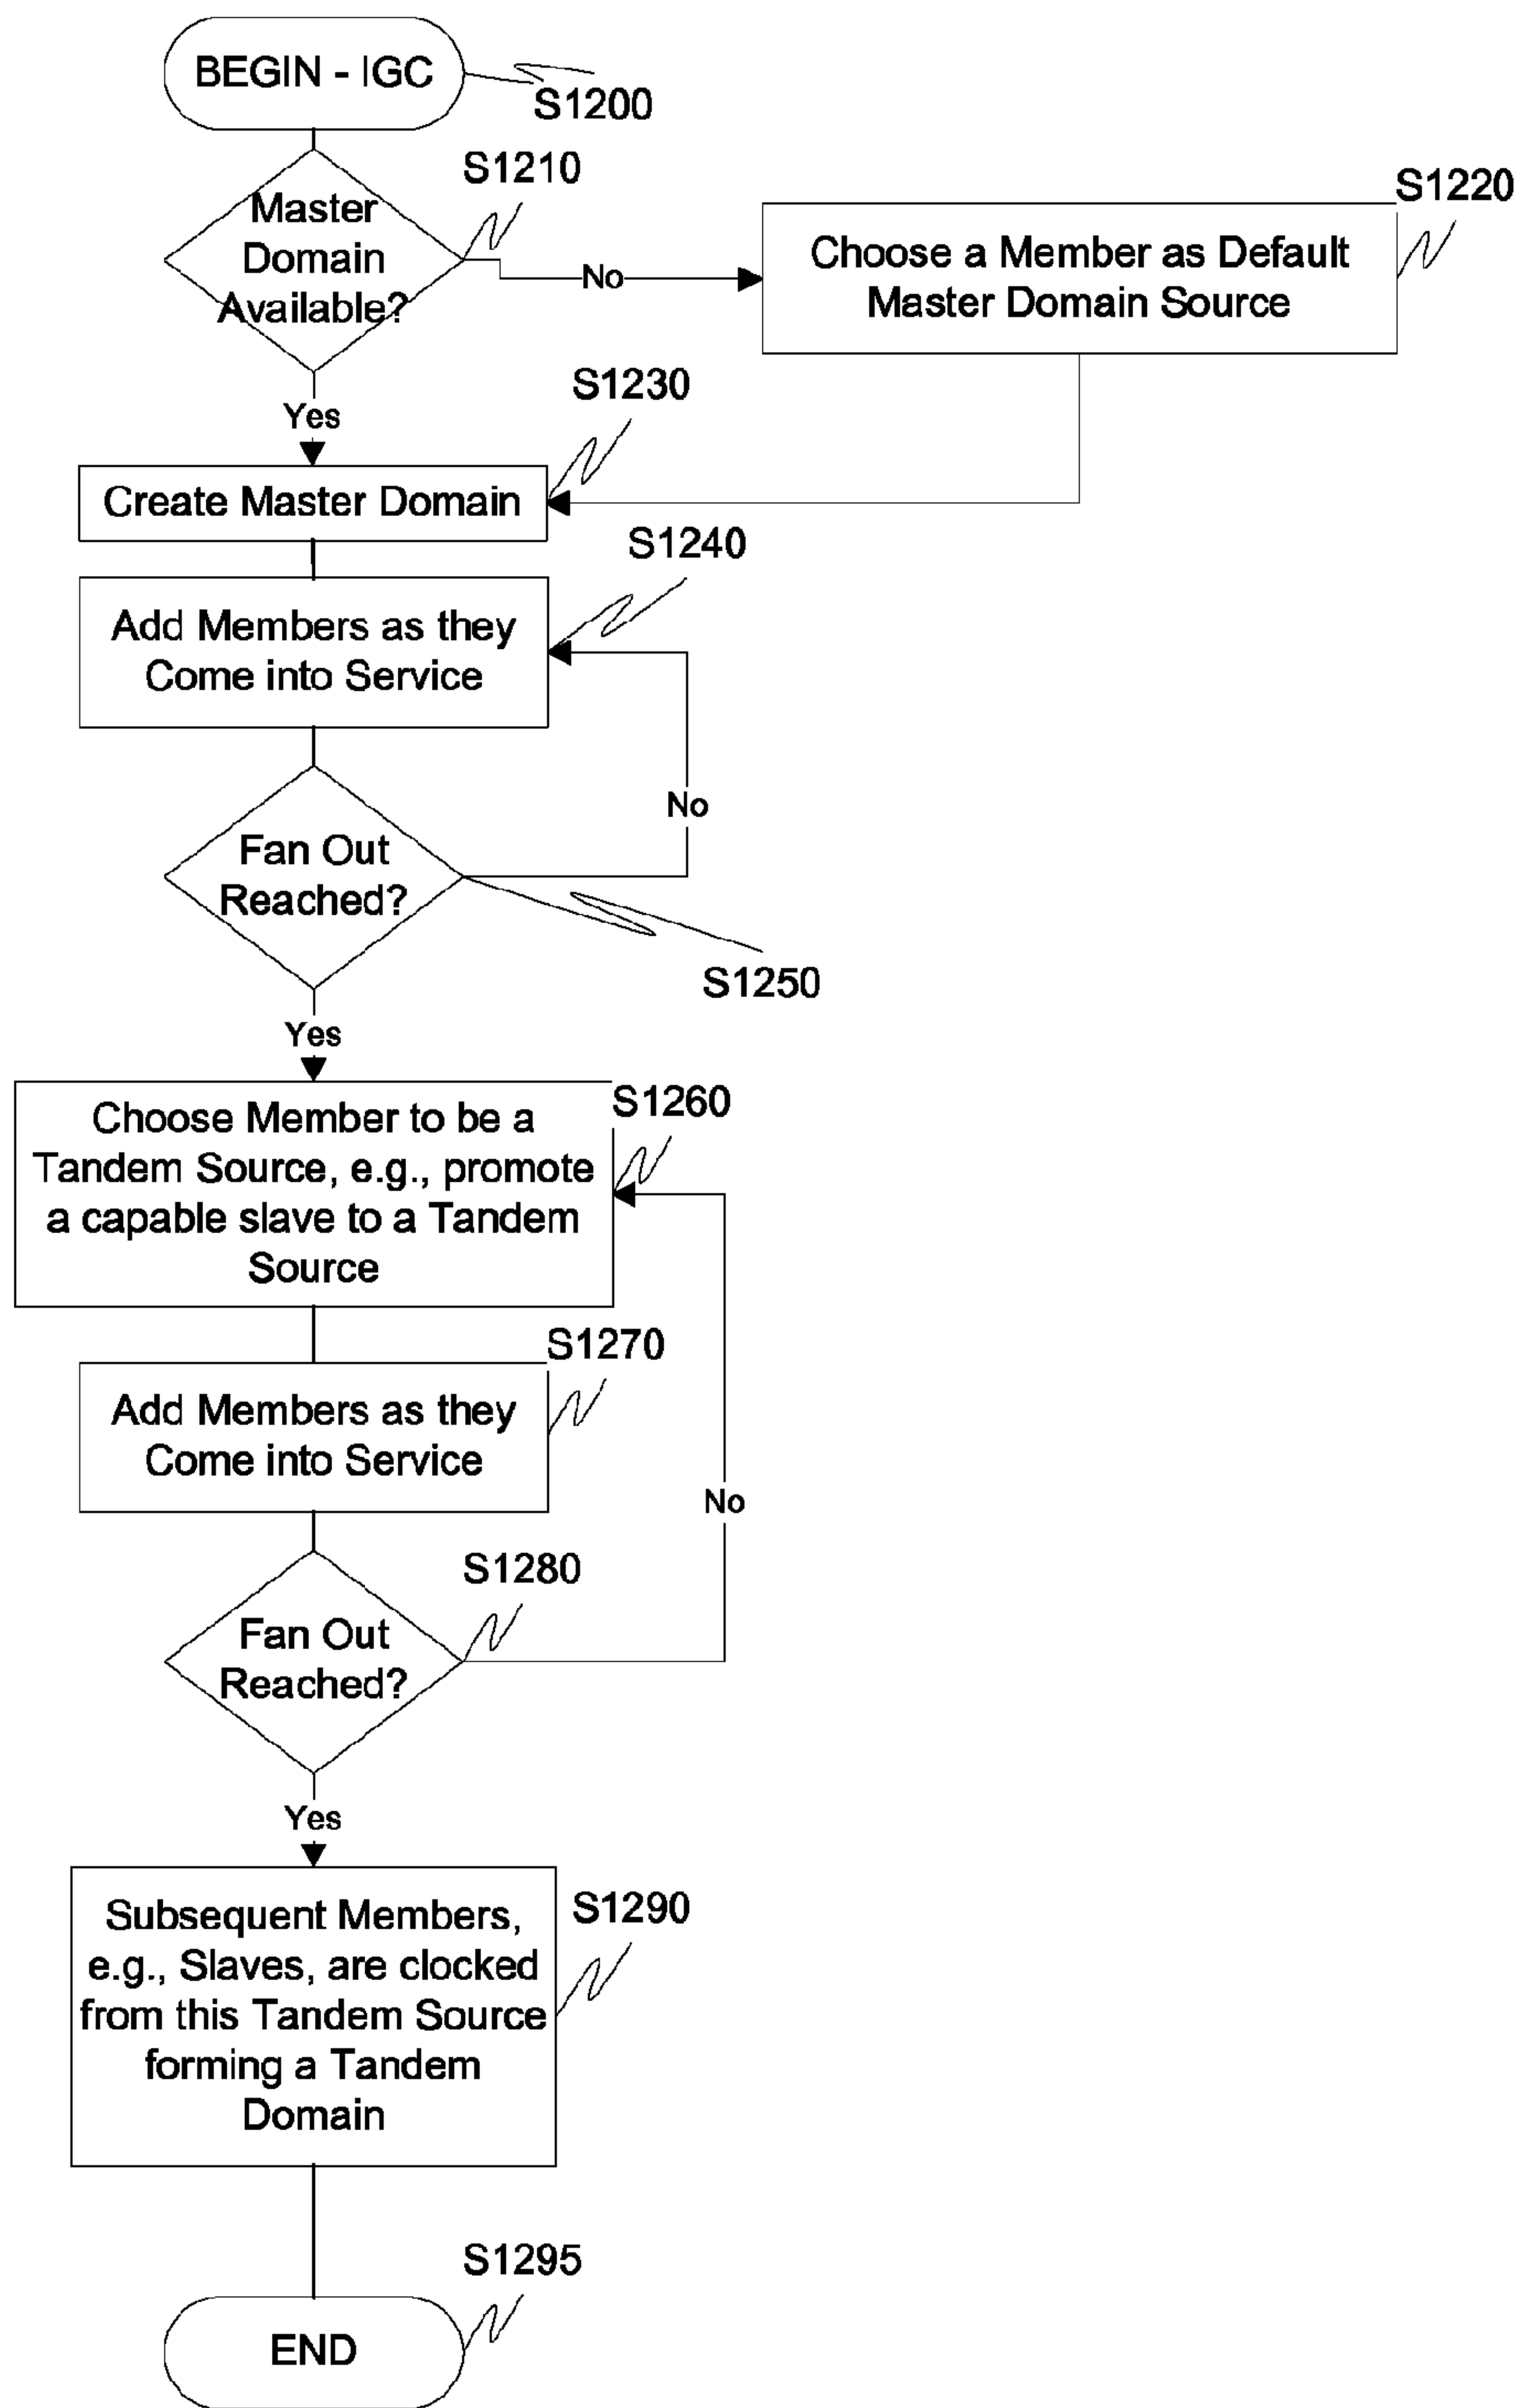 BEGIN - IGC
S1200
S1210
Master
Domain
Available?
No
S1220
Choose a Member as Default
Master Domain Source
Yes
S1230
Create Master Domain
S1240
Add Members as they
Come into Service
No
Fan Out
Reached?
S1250
Yes
S1260
Choose Member to be a
Tandem Source, e.g., promote
a capable slave to a Tandem
Source
S1270
Add Members as they
Come into Service
No
S1280
Fan Out
Reached?
Yes
S1290
Subsequent Members,
e.g., Slaves, are clocked
from this Tandem Source
forming a Tandem
Domain
S1295
END